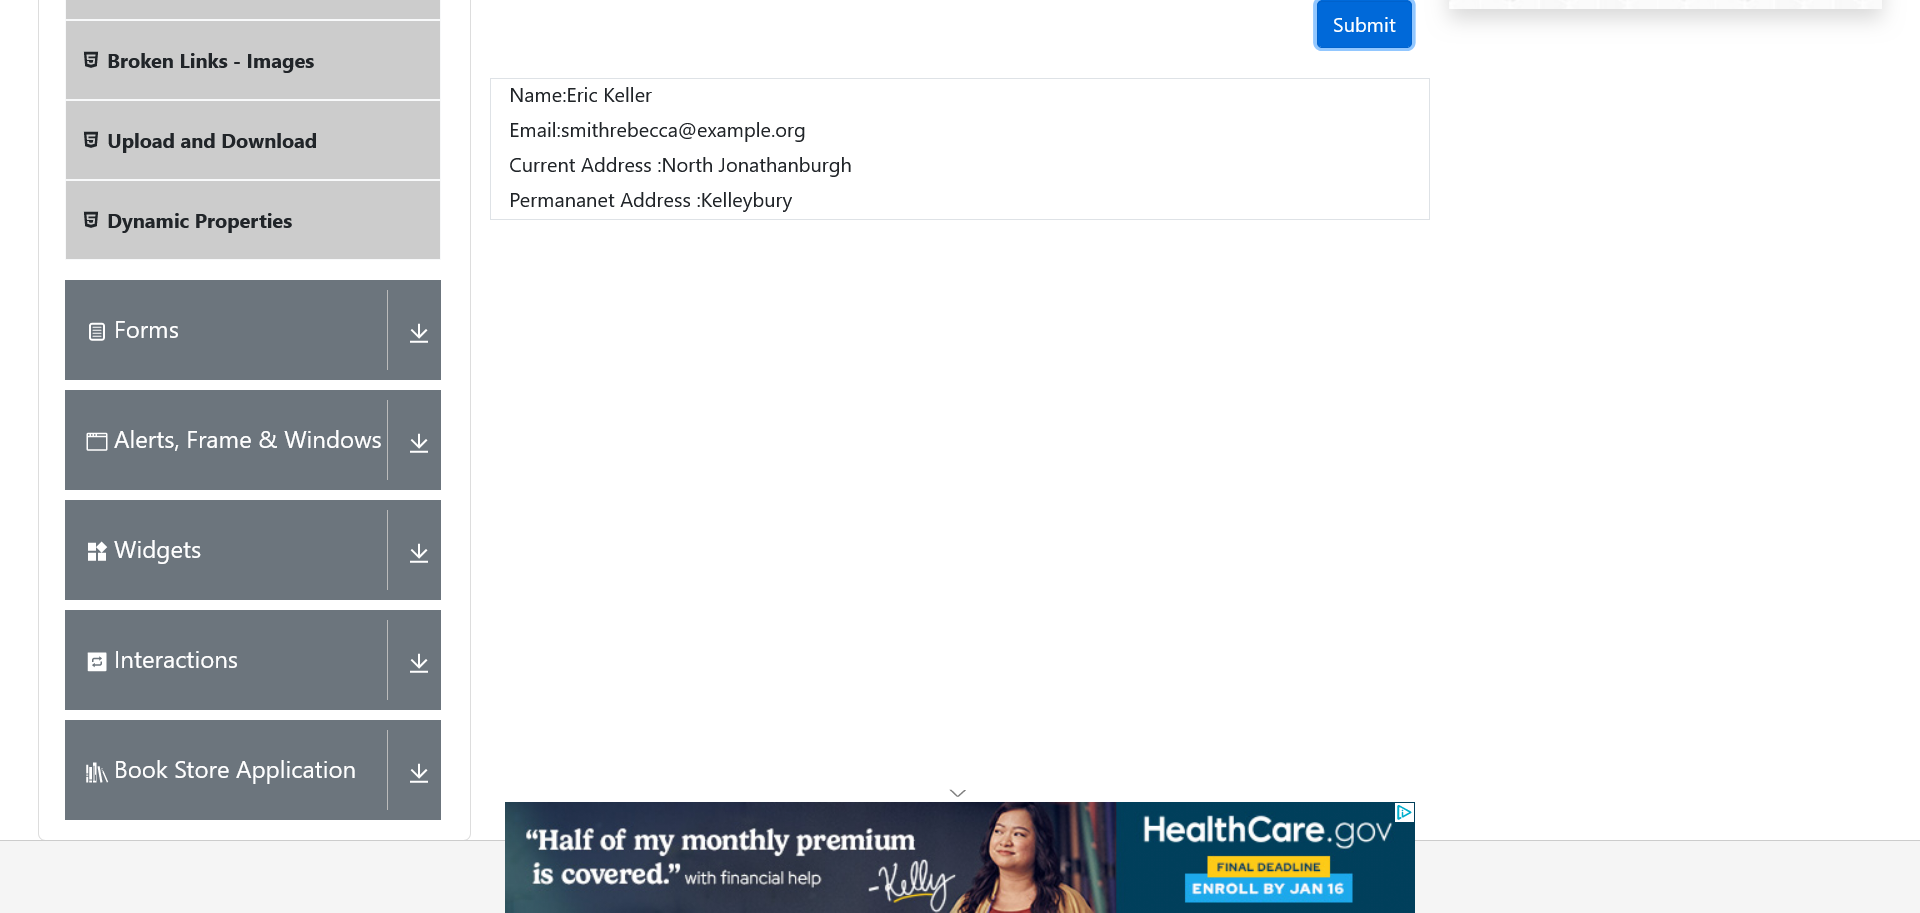 Submit
Broken Links - Images
Upload and Download
Dynamic Properties
Name:Eric Keller
Email:smithrebecca@example.org
Current Address :North Jonathanburgh
Permananet Address :Kelleybury
Forms
Alerts, Frame & Windows
Widgets
Interactions
Book Store Application
“Half of my monthly premium
is covered.” with financial help
-Kelly
HealthCare.gov
FINAL DEADLINE
ENROLL BY JAN 16